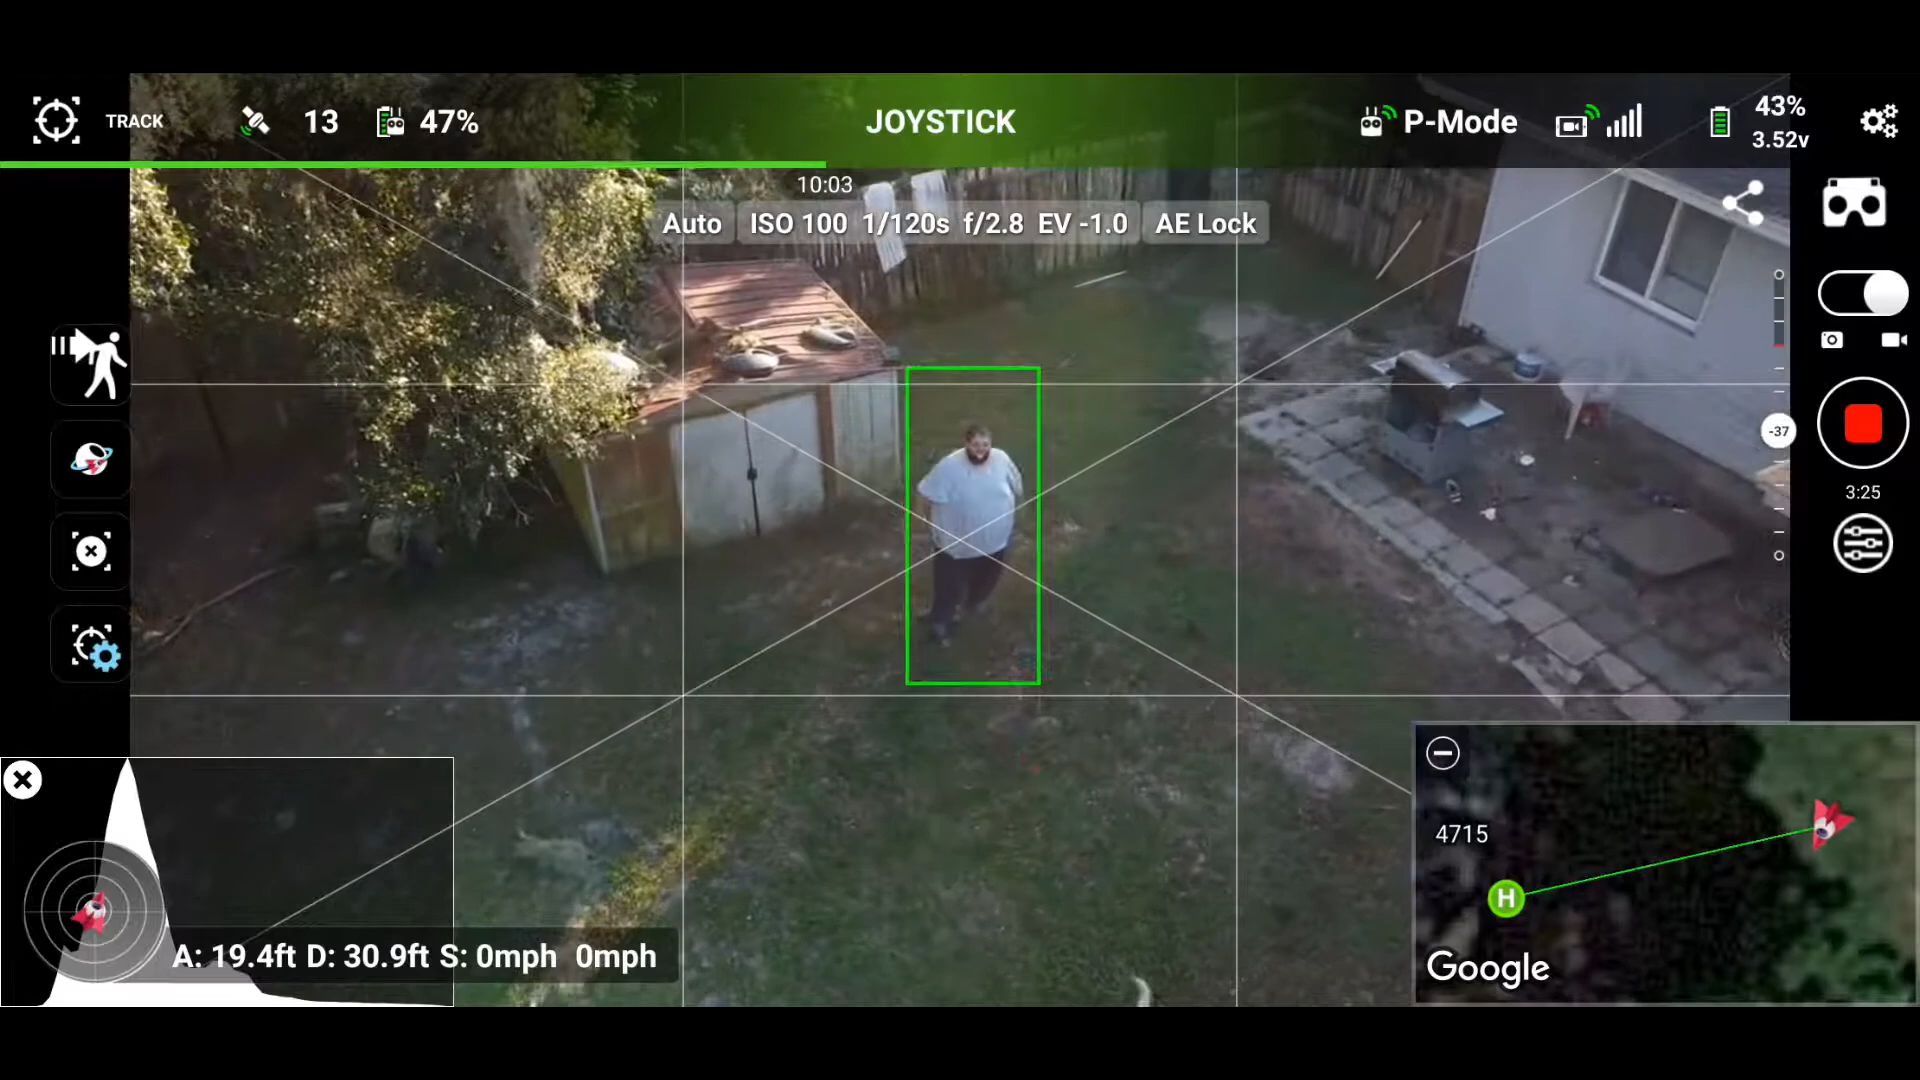 TRACK
13
47%
JOYSTICK
P-Mode
43%
3.52v
10:03
Auto
ISO 100 1/120s f/2.8 EV -1.0
AE Lock
-37
3:25
4715
H
Google
A: 19.4ft D: 30.9ft S: 0mph 0mph